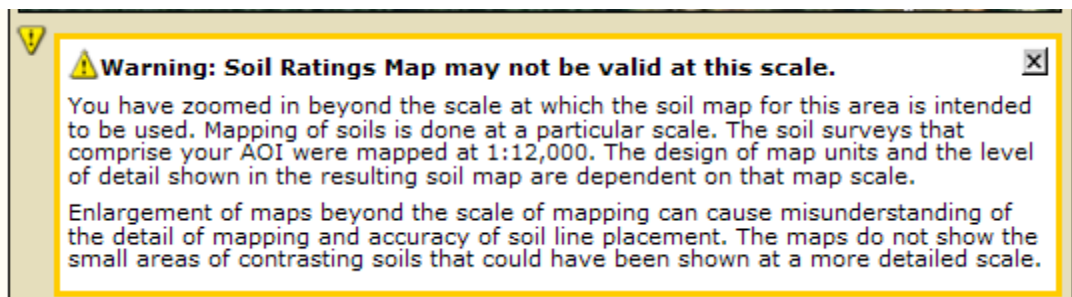 Warning: Soil Ratings Map may not be valid at this scale.
You have zoomed in beyond the scale at which the soil map for this area is intended
to be used. Mapping of soils is done at a particular scale. The soil surveys that
comprise your AOI were mapped at 1:12,000. The design of map units and the level
of detail shown in the resulting soil map are dependent on that map scale.
Enlargement of maps beyond the scale of mapping can cause misunderstanding of
the detail of mapping and accuracy of soil line placement. The maps do not show the
small areas of contrasting soils that could have been shown at a more detailed scale.